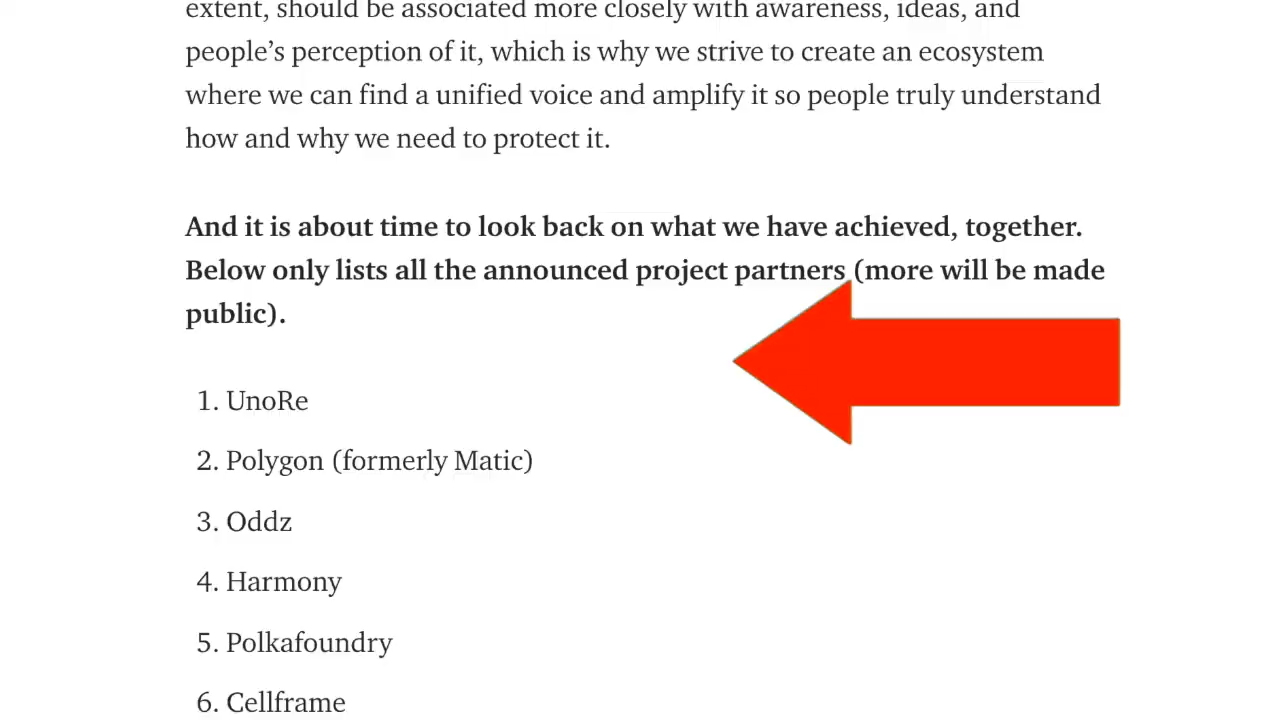 extent, should be associated more closely with awareness, ideas, and
people’s perception of it, which is why we strive to create an ecosystem
where we can find a unified voice and amplify it so people truly understand
how and why we need to protect it.
And it is about time to look back on what we have achieved, together.
Below only lists all the announced project partners (more will be made
public).
1. UnoRe
2. Polygon (formerly Matic)
3. Oddz
4. Harmony
5. Polkafoundry
6. Cellframe